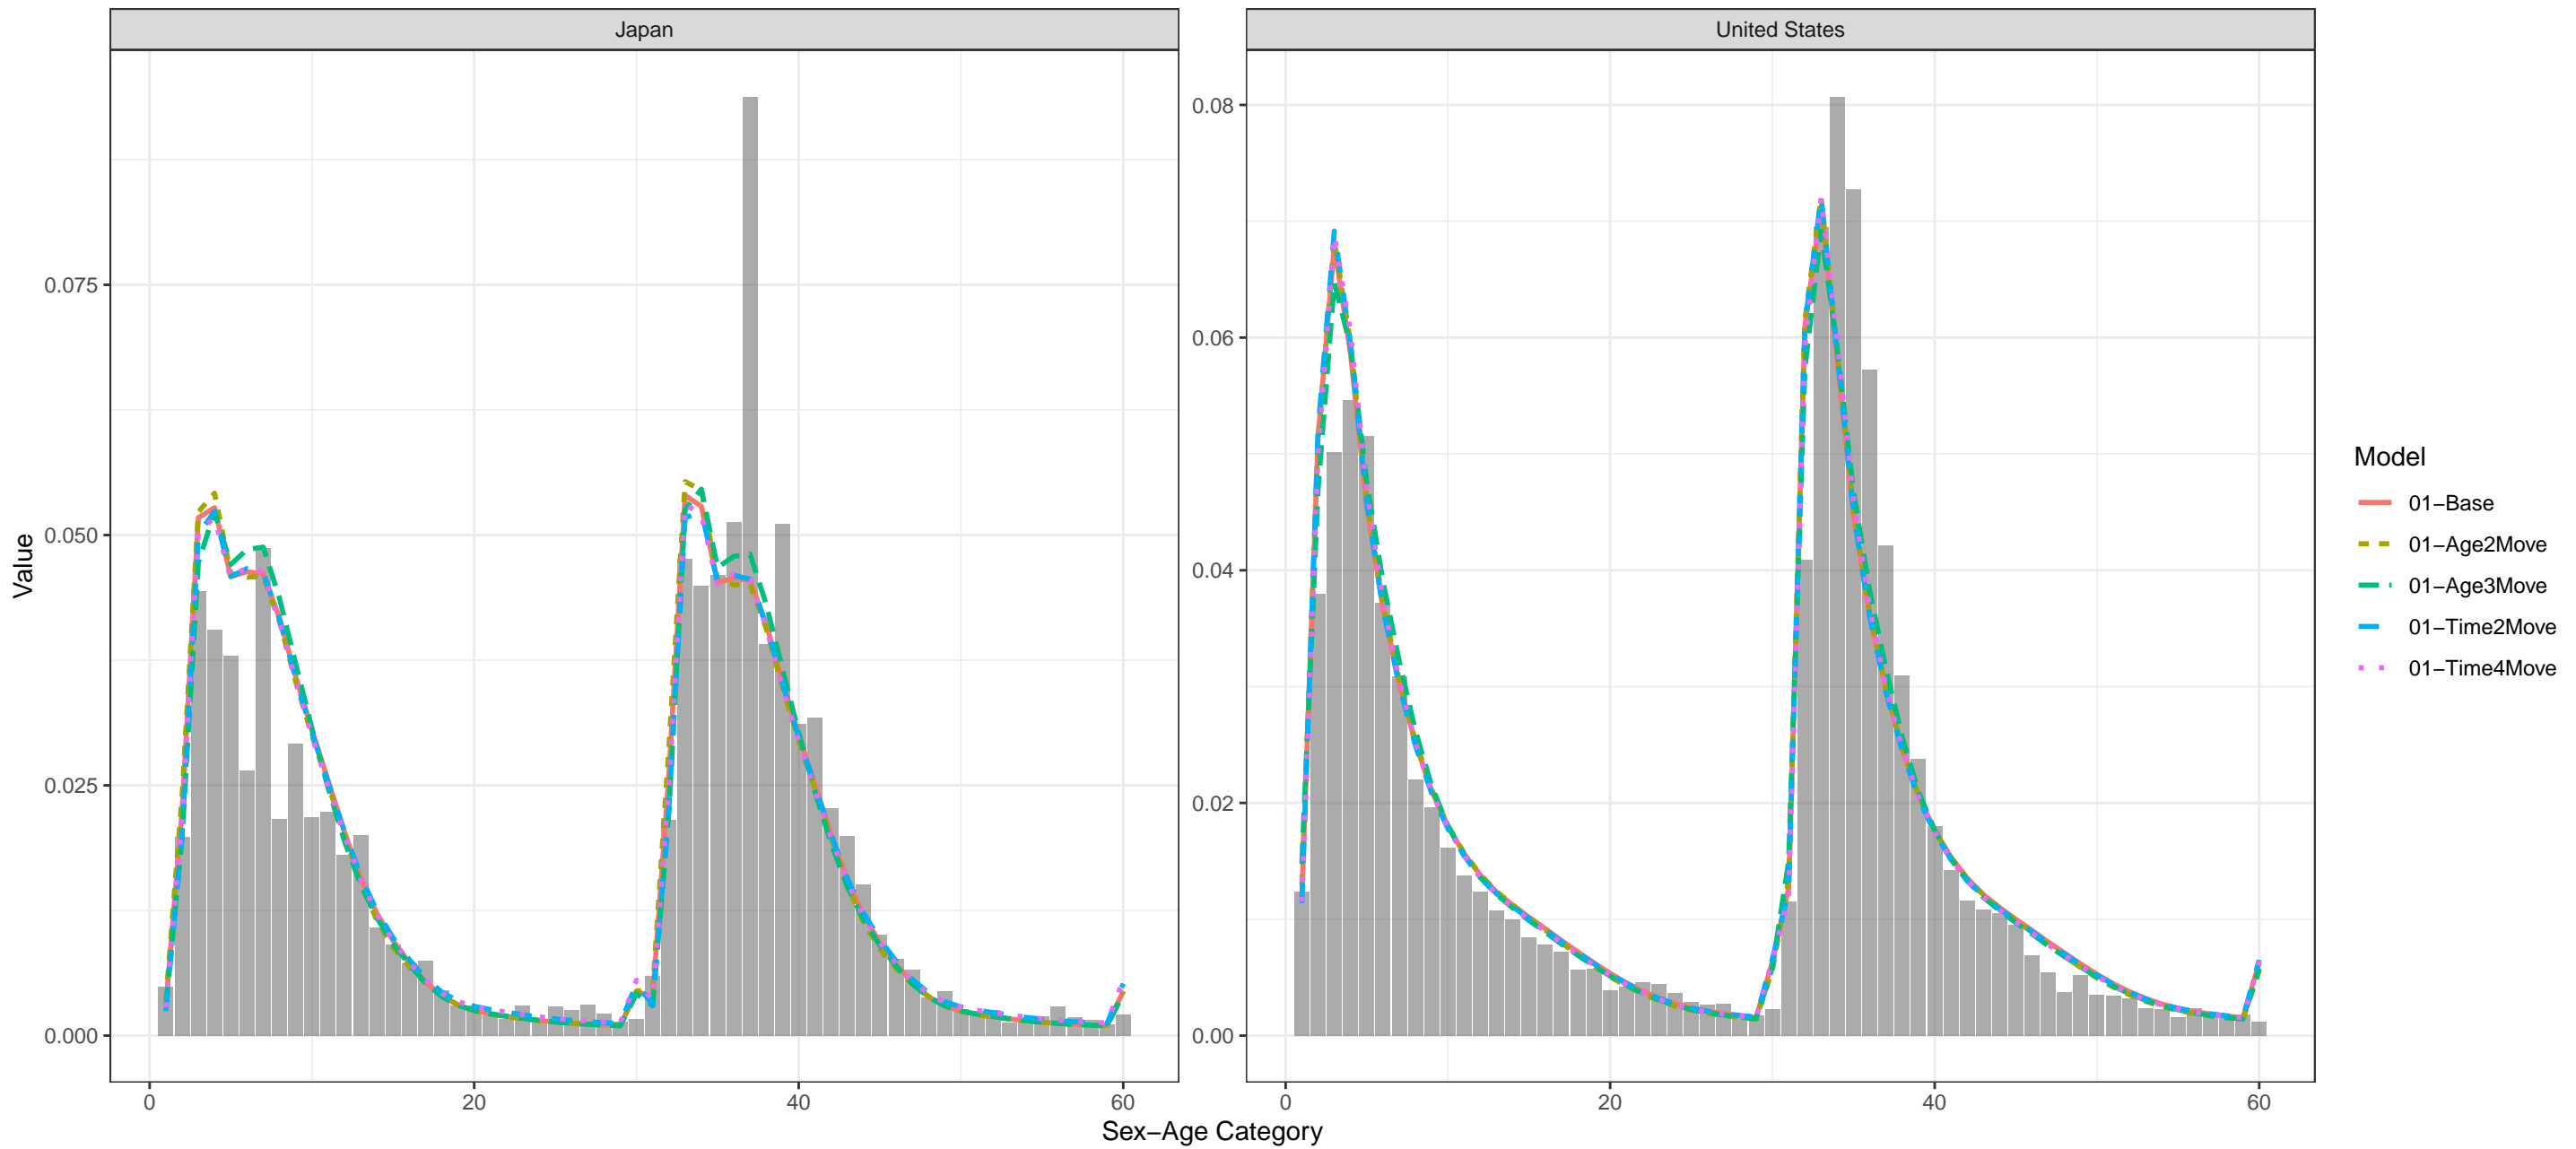 Japan
United States
Value
0.075
0.050
0.025
0.000
0.08
0.06
0.04
0.02
0.00
0
20
40
60
0
20
40
60
Sex−Age Category
Model
01−Base
01−Age2Move
01−Age3Move
01−Time2Move
01−Time4Move